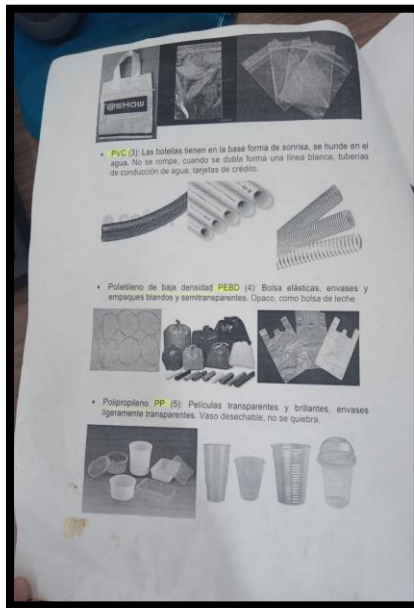 @SHOW
• PVC (3): Las botellas tienen en la base forma de sonrisa, se hunde en el
agua. No se rompe, cuando se dobla forma una línea blanca, tuberías
de conducción de agua, tarjetas de crédito.
• Polietileno de baja densidad PEBD (4): Bolsa elásticas, envases y
empaques blandos y semitransparentes. Opaco, como bolsa de leche
• Polipropileno PP (5): Películas transparentes y brillantes, envases
ligeramente transparentes. Vaso desechable, no se quiebra.